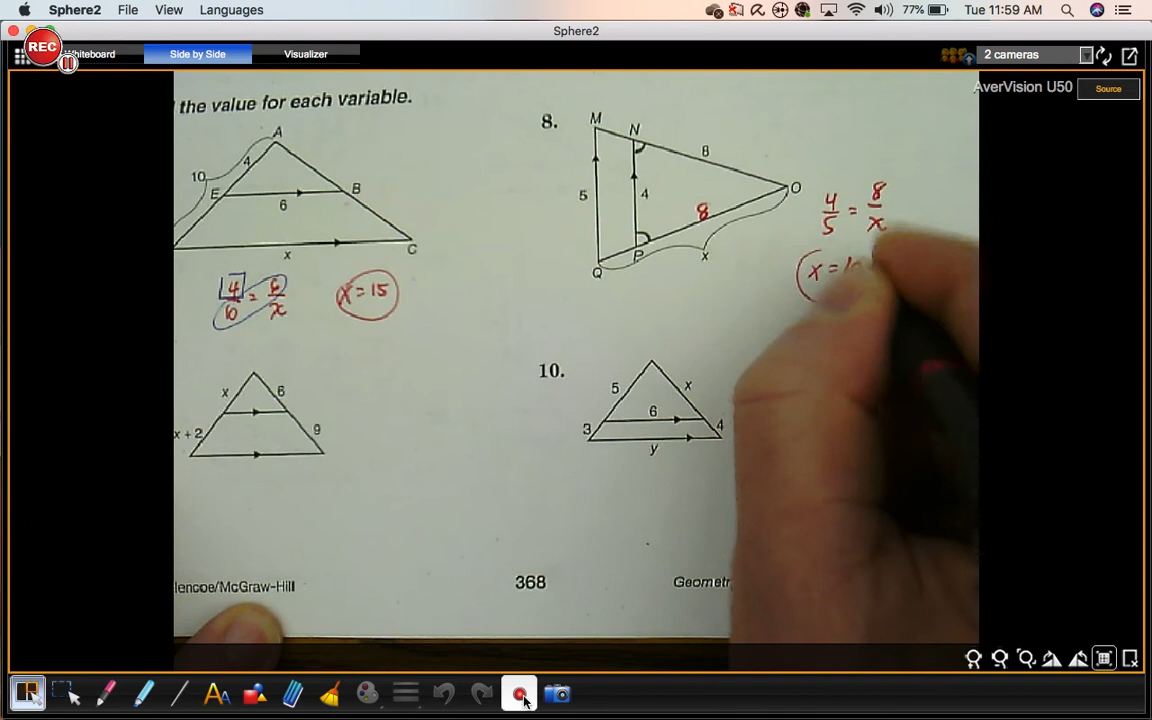 Sphere2 File View Languages 77% Tue 11:59 AM
Sphere2
REC
Whiteboard Side by Side Visualizer 2 cameras
AverVision U50 Source
the value for each variable.
A
10 4
E B
6
x C
4/6 = 6/x x = 15
8.
M N
8
O
5 4
8
P
Q x
4/5 = 8/x
x =
x 6
x + 2 9
10.
5 x
6
3 4
y
lencoe/McGraw-Hill 368 Geometr